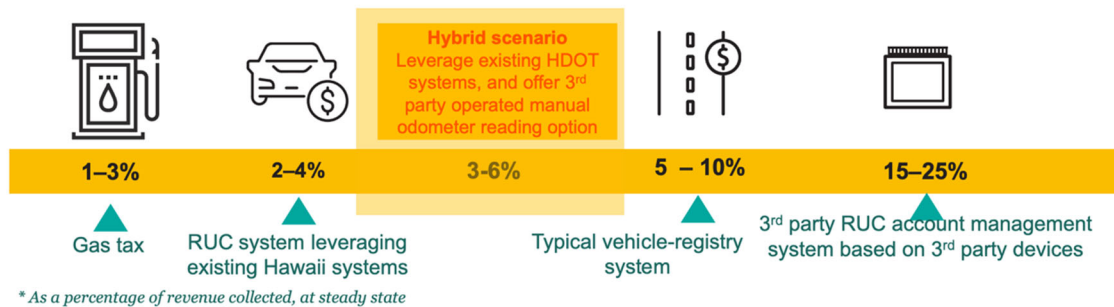 Hybrid scenario
Leverage existing HDOT
systems, and offer 3rd
party operated manual
odometer reading option
$
$
1–3%
2–4%
3-6%
5 – 10%
15–25%
Gas tax
RUC system leveraging
existing Hawaii systems
Typical vehicle-registry
system
3rd party RUC account management
system based on 3rd party devices
* As a percentage of revenue collected, at steady state